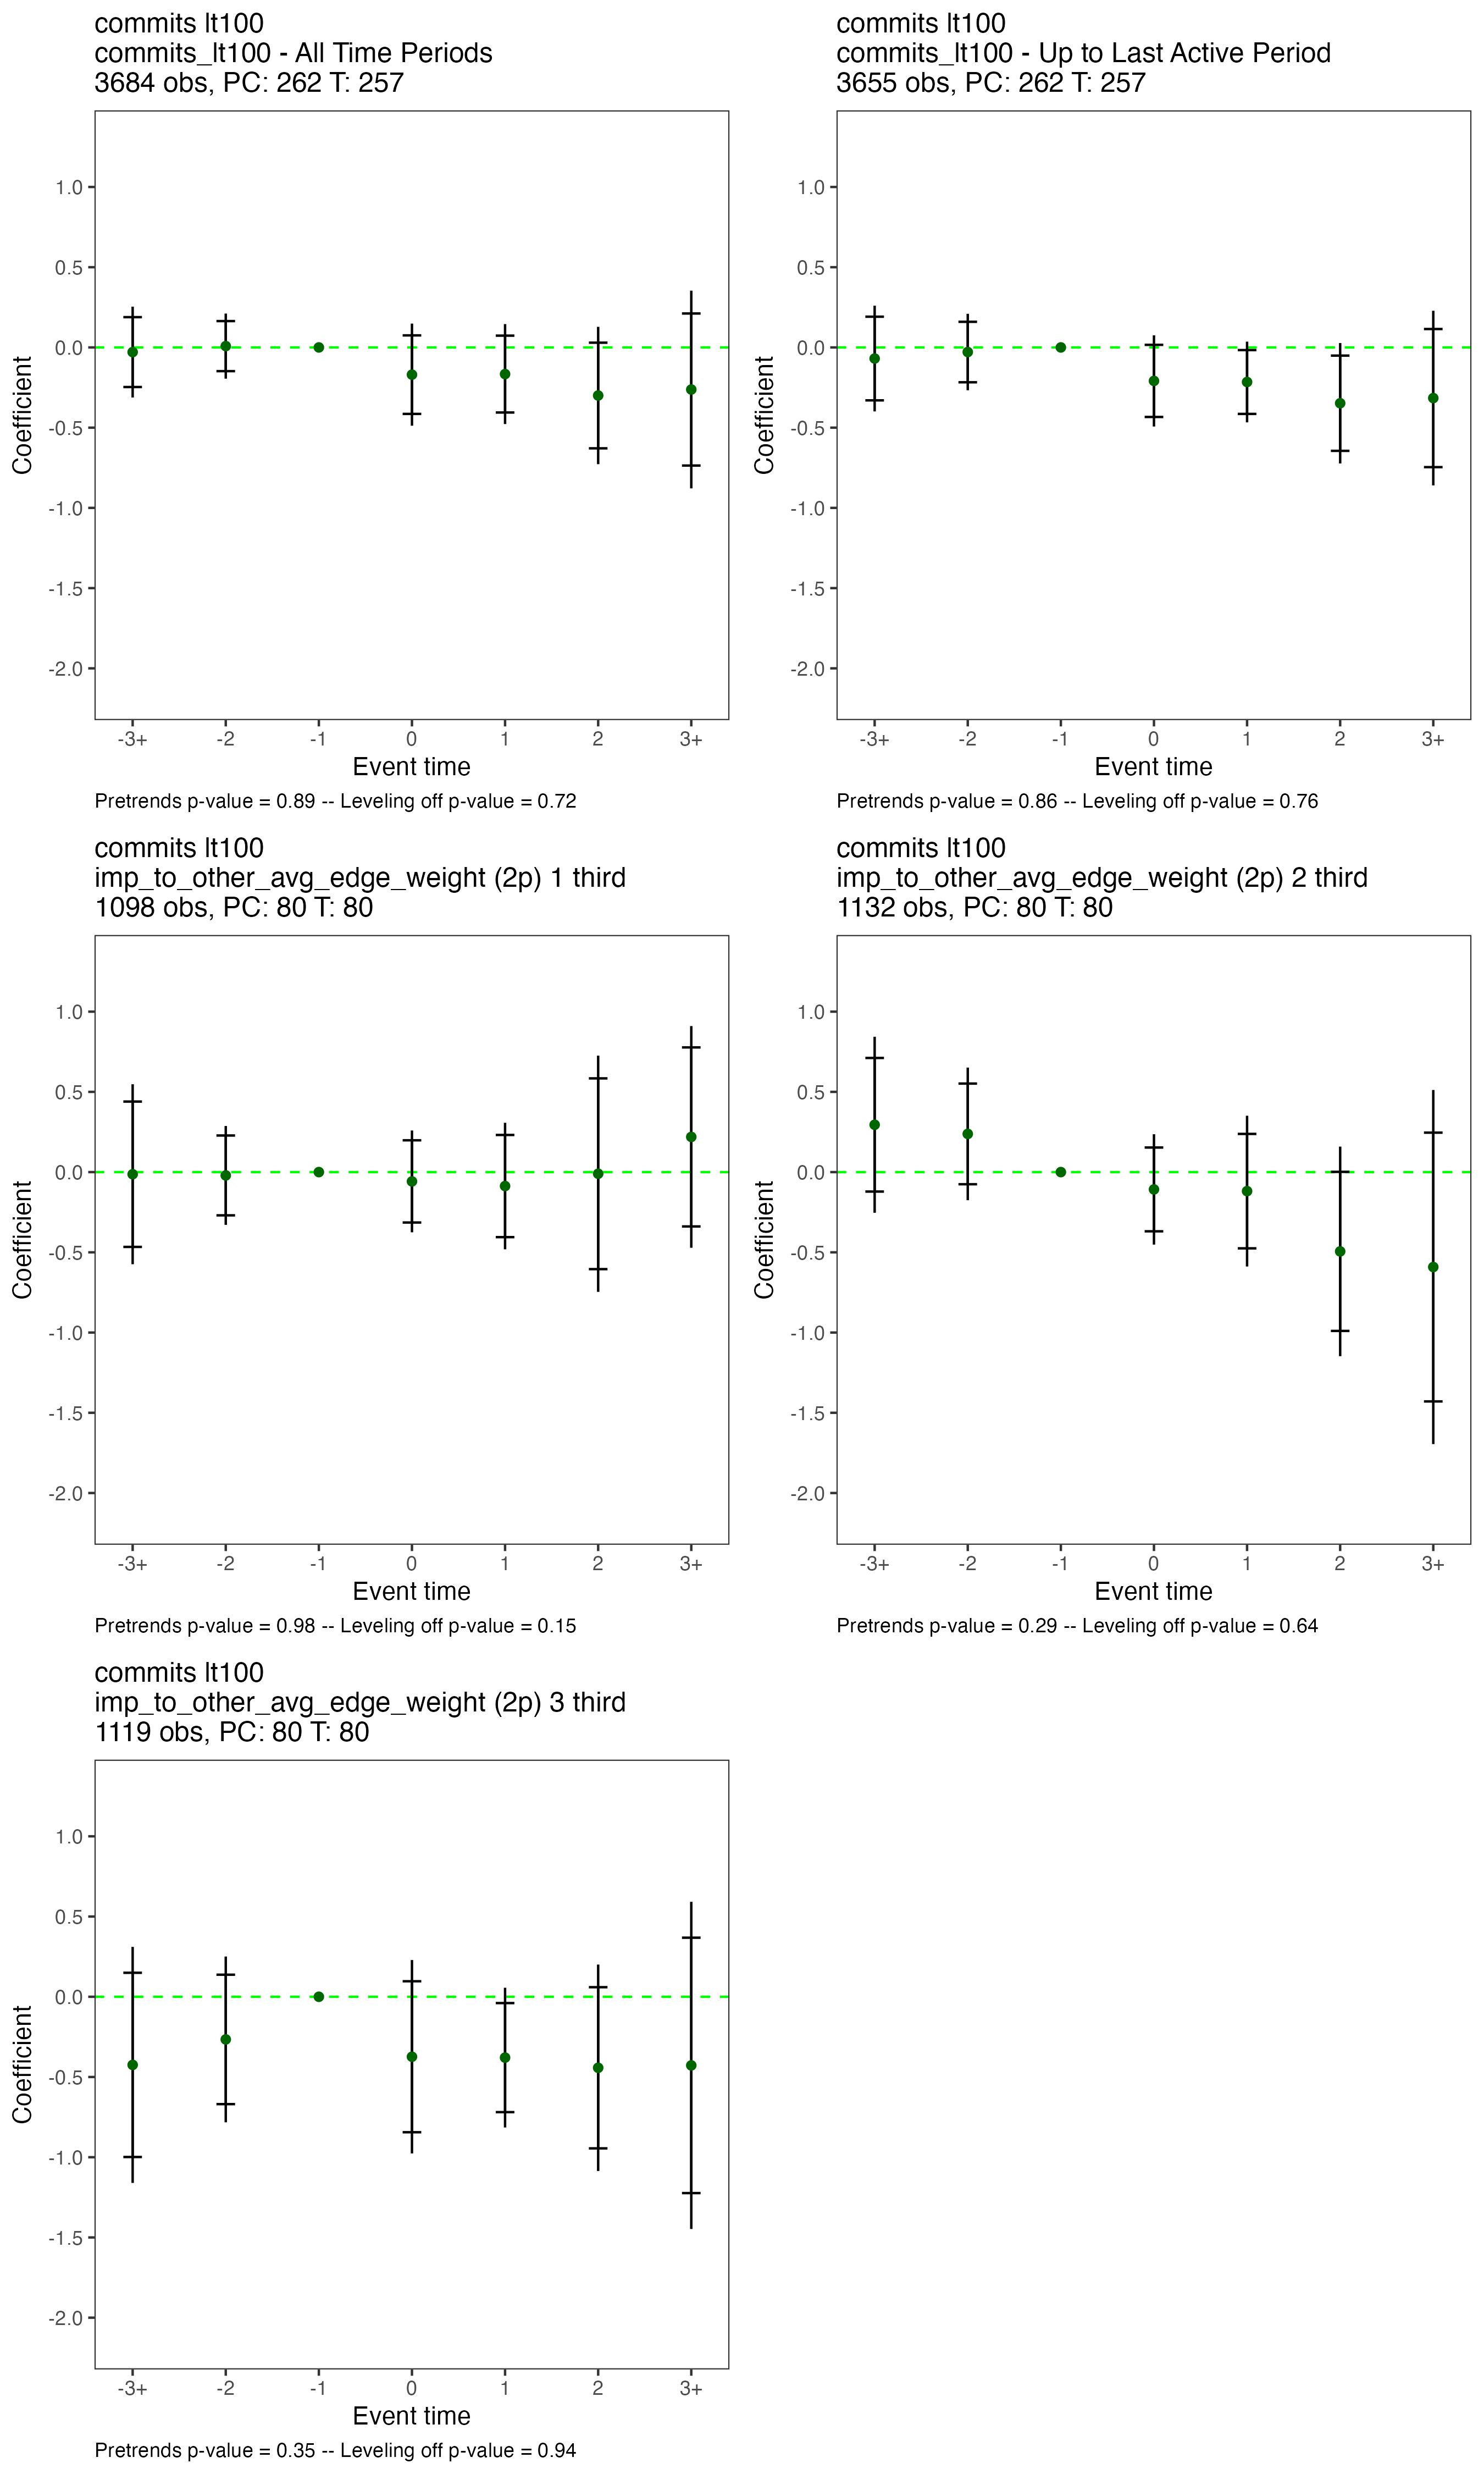 commits lt100
commits_lt100 - All Time Periods
3684 obs, PC: 262 T: 257
1.0
0.5
0.0
-0.5
-1.0
-1.5
-2.0
Coefficient
-3+ -2 -1 0 1 2 3+
Event time
Pretrends p-value = 0.89 -- Leveling off p-value = 0.72
commits lt100
commits_lt100 - Up to Last Active Period
3655 obs, PC: 262 T: 257
1.0
0.5
0.0
-0.5
-1.0
-1.5
-2.0
Coefficient
-3+ -2 -1 0 1 2 3+
Event time
Pretrends p-value = 0.86 -- Leveling off p-value = 0.76
commits lt100
imp_to_other_avg_edge_weight (2p) 1 third
1098 obs, PC: 80 T: 80
1.0
0.5
0.0
-0.5
-1.0
-1.5
-2.0
Coefficient
-3+ -2 -1 0 1 2 3+
Event time
Pretrends p-value = 0.98 -- Leveling off p-value = 0.15
commits lt100
imp_to_other_avg_edge_weight (2p) 2 third
1132 obs, PC: 80 T: 80
1.0
0.5
0.0
-0.5
-1.0
-1.5
-2.0
Coefficient
-3+ -2 -1 0 1 2 3+
Event time
Pretrends p-value = 0.29 -- Leveling off p-value = 0.64
commits lt100
imp_to_other_avg_edge_weight (2p) 3 third
1119 obs, PC: 80 T: 80
1.0
0.5
0.0
-0.5
-1.0
-1.5
-2.0
Coefficient
-3+ -2 -1 0 1 2 3+
Event time
Pretrends p-value = 0.35 -- Leveling off p-value = 0.94